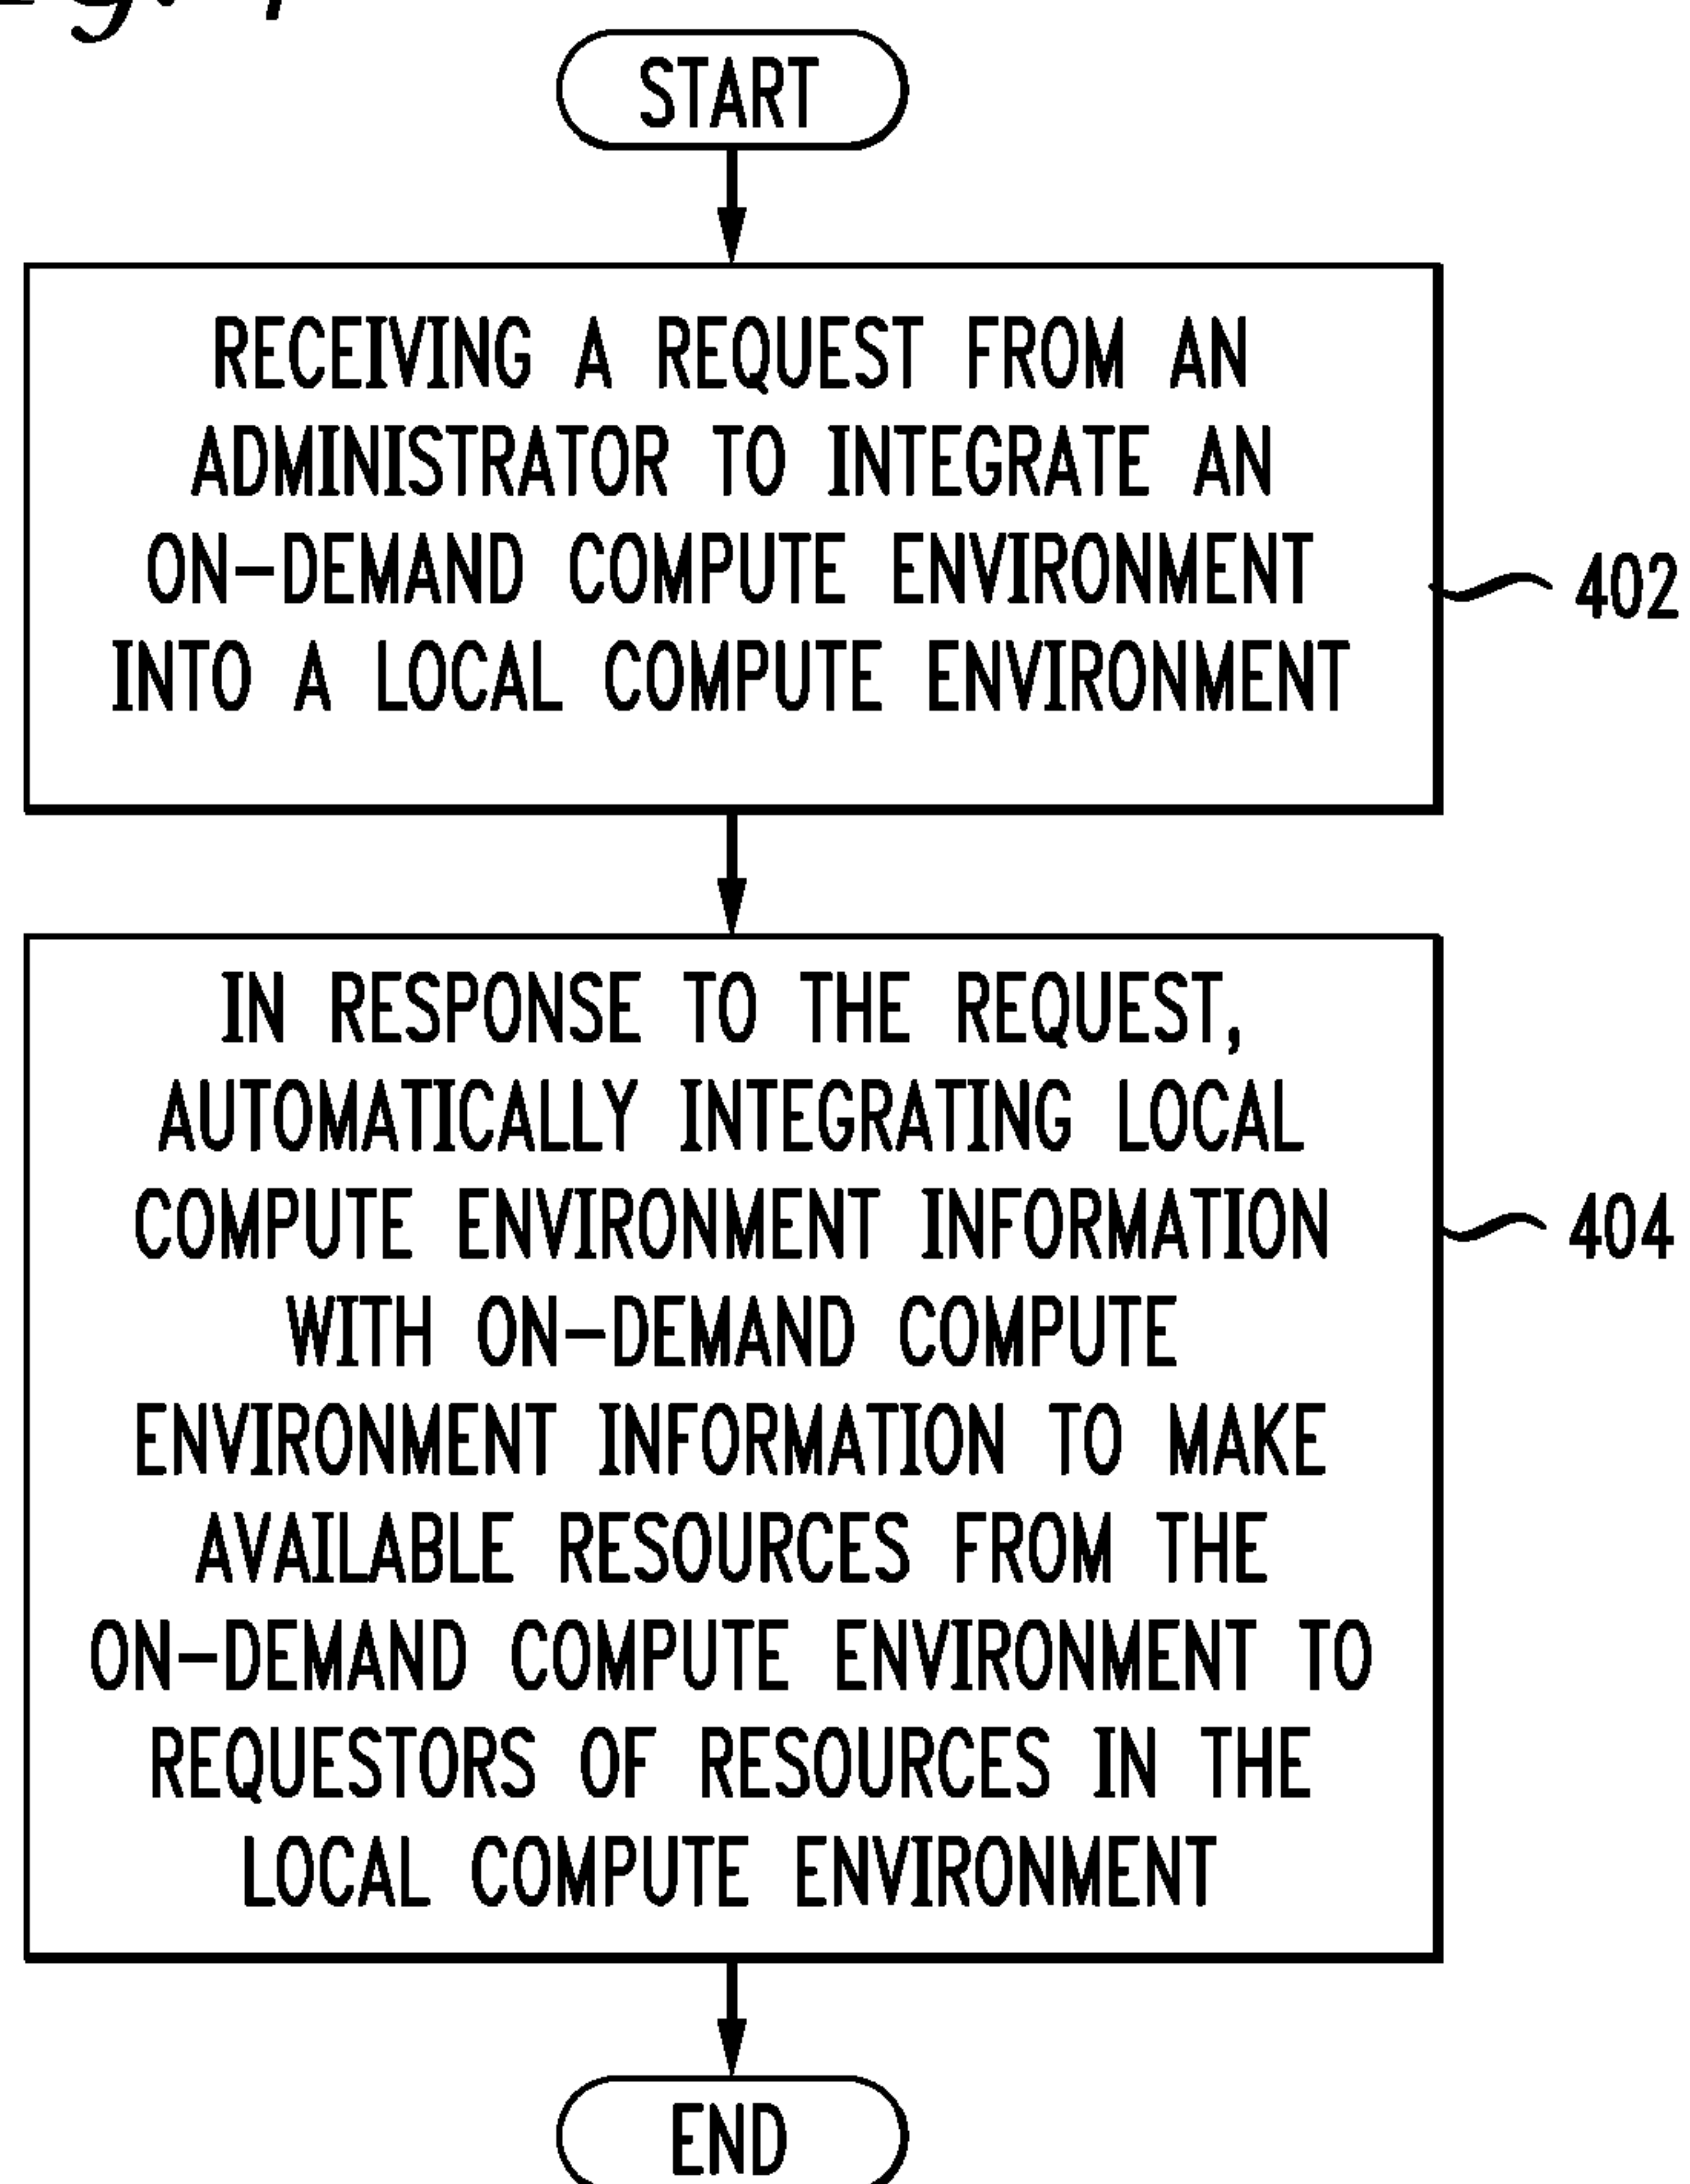 START
RECEIVING A REQUEST FROM AN
ADMINISTRATOR TO INTEGRATE AN
ON-DEMAND COMPUTE ENVIRONMENT
INTO A LOCAL COMPUTE ENVIRONMENT
402
IN RESPONSE TO THE REQUEST,
AUTOMATICALLY INTEGRATING LOCAL
COMPUTE ENVIRONMENT INFORMATION
WITH ON-DEMAND COMPUTE
ENVIRONMENT INFORMATION TO MAKE
AVAILABLE RESOURCES FROM THE
ON-DEMAND COMPUTE ENVIRONMENT TO
REQUESTORS OF RESOURCES IN THE
LOCAL COMPUTE ENVIRONMENT
404
END